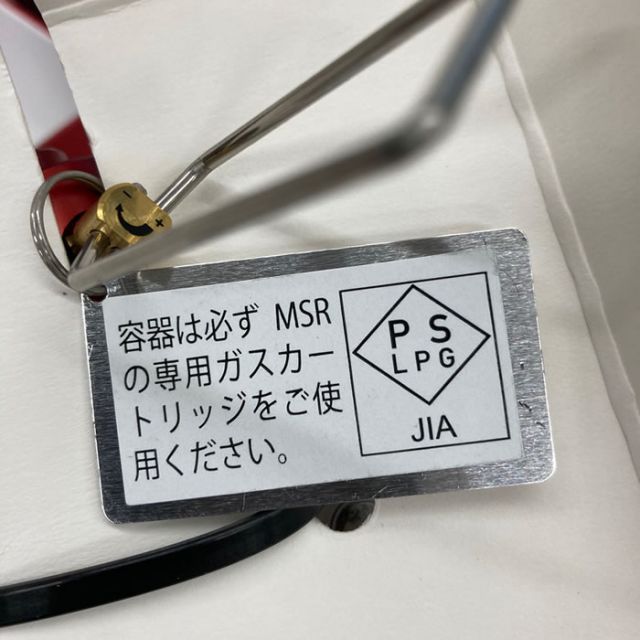 容器は必ず MSR
の専用ガスカー
トリッジをご使
用ください。
P S
LPG
JIA